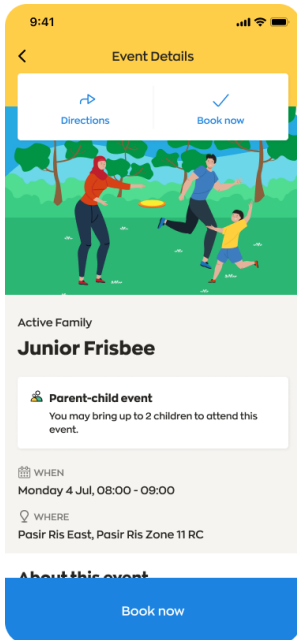 9:41
Event Details
Directions
Book now
Active Family
Junior Frisbee
Parent-child event
You may bring up to 2 children to attend this
event.
WHEN
Monday 4 Jul, 08:00 - 09:00
WHERE
Pasir Ris East, Pasir Ris Zone 11 RC
About this event
Book now